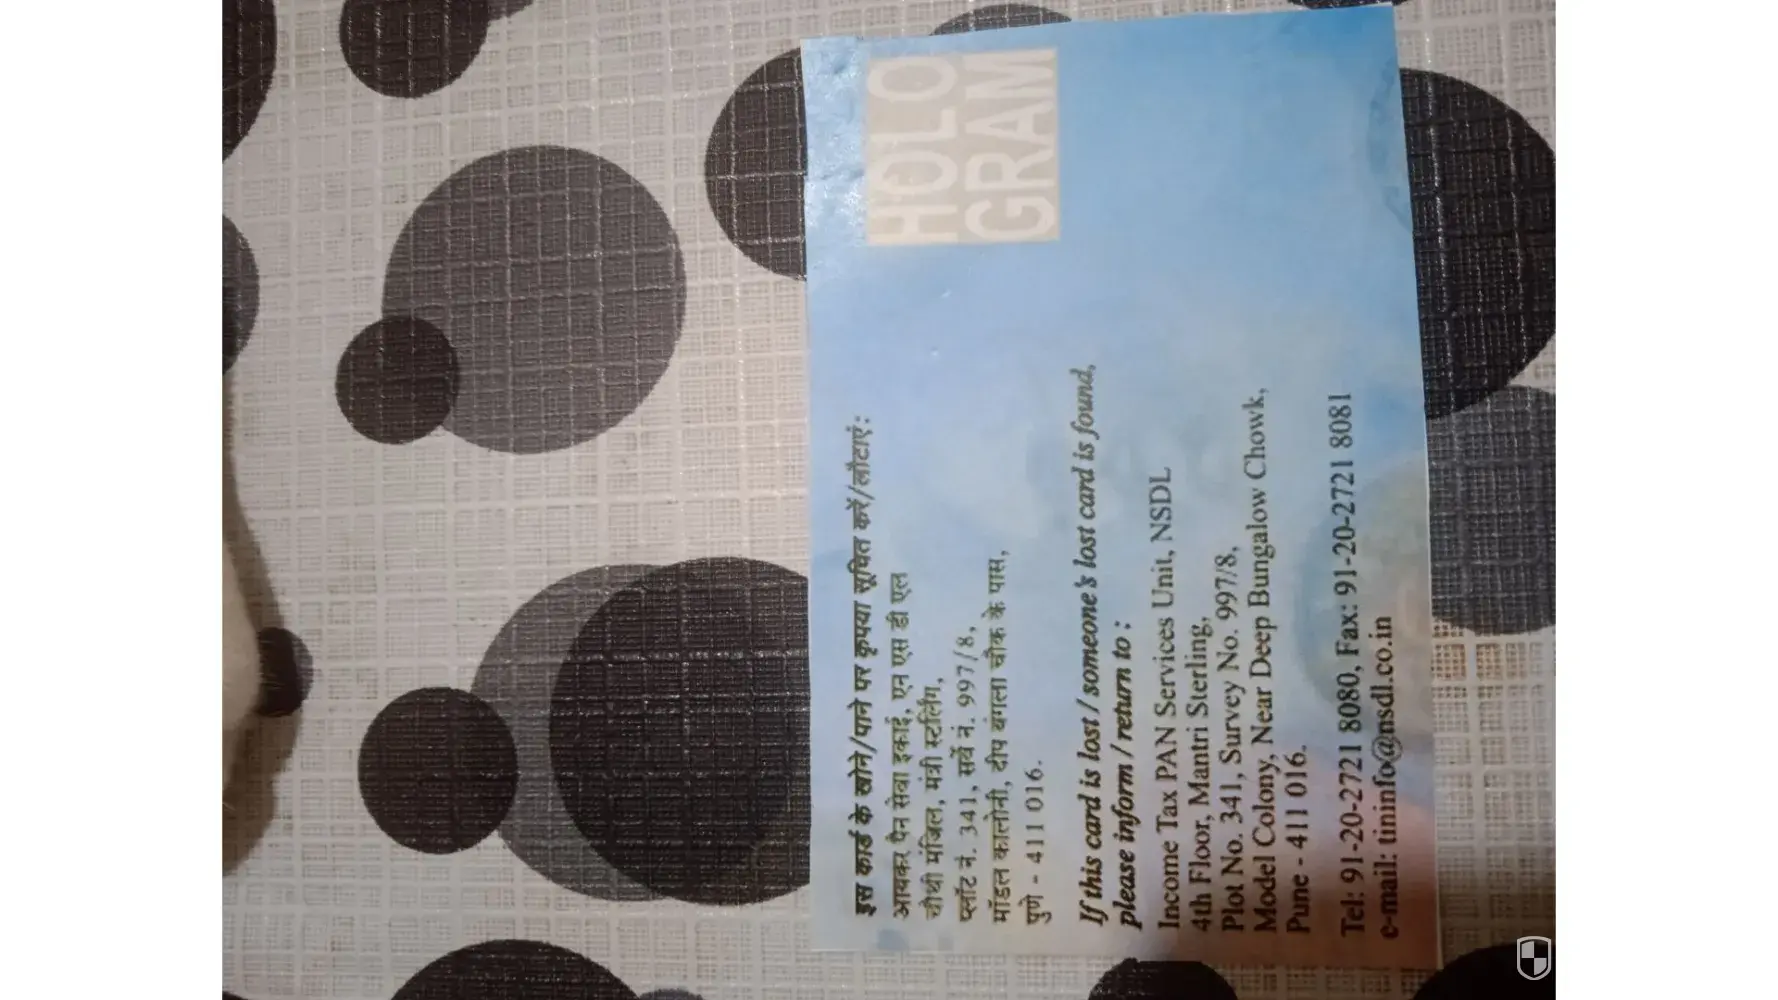 HOLO
GRAM
इस कार्ड के खोने/पाने पर कृपया सूचित करें/लौटाएं:
आयकर पैन सेवा इकाई, एन एस डी एल
चौथी मंजिल, मंत्री स्टर्लिंग,
प्लॉट नं. 341, सर्वे नं. 997/8,
मॉडल कालोनी, दीप बंगला चौक के पास,
पुणे - 411 016.
If this card is lost / someone's lost card is found,
please inform / return to :
Income Tax PAN Services Unit, NSDL
4th Floor, Mantri Sterling,
Plot No. 341, Survey No. 997/8,
Model Colony, Near Deep Bungalow Chowk,
Pune - 411 016.
Tel: 91-20-2721 8080, Fax: 91-20-2721 8081
e-mail: tininfo@nsdl.co.in